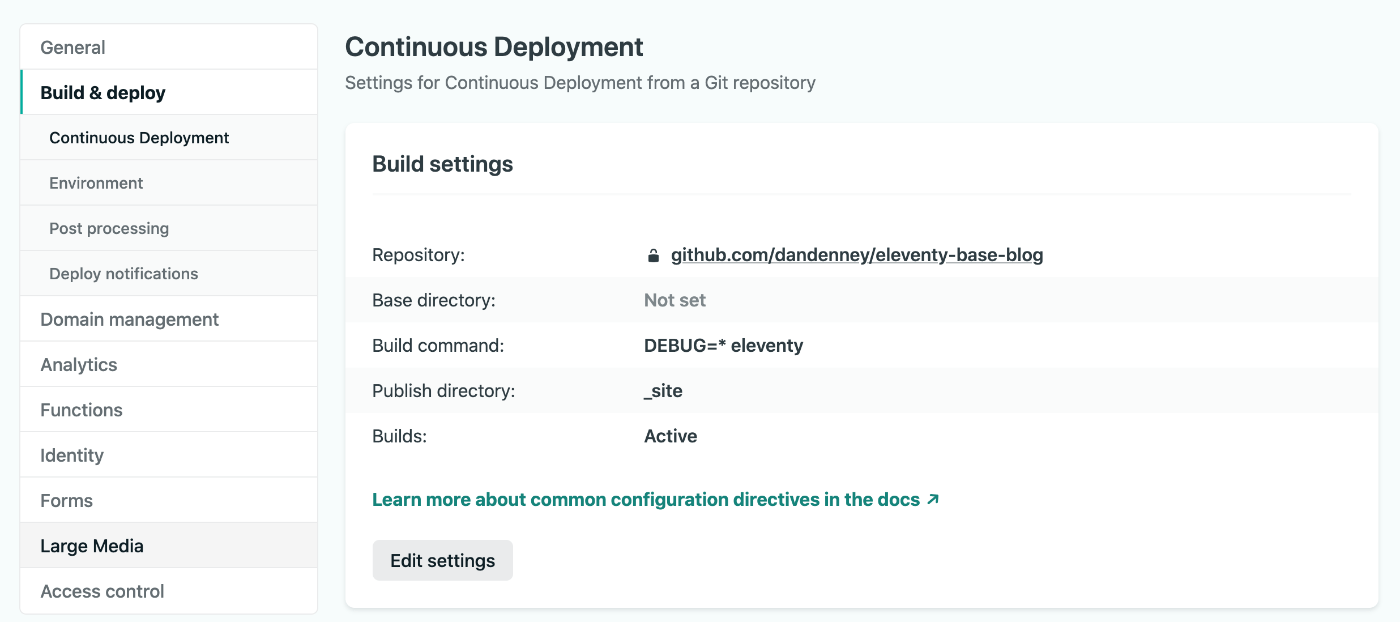 General
Build & deploy
Continuous Deployment
Environment
Post processing
Deploy notifications
Domain management
Analytics
Functions
Identity
Forms
Large Media
Access control
Continuous Deployment
Settings for Continuous Deployment from a Git repository
Build settings
Repository: github.com/dandenney/eleventy-base-blog
Base directory: Not set
Build command: DEBUG=* eleventy
Publish directory: _site
Builds: Active
Learn more about common configuration directives in the docs ↗
Edit settings